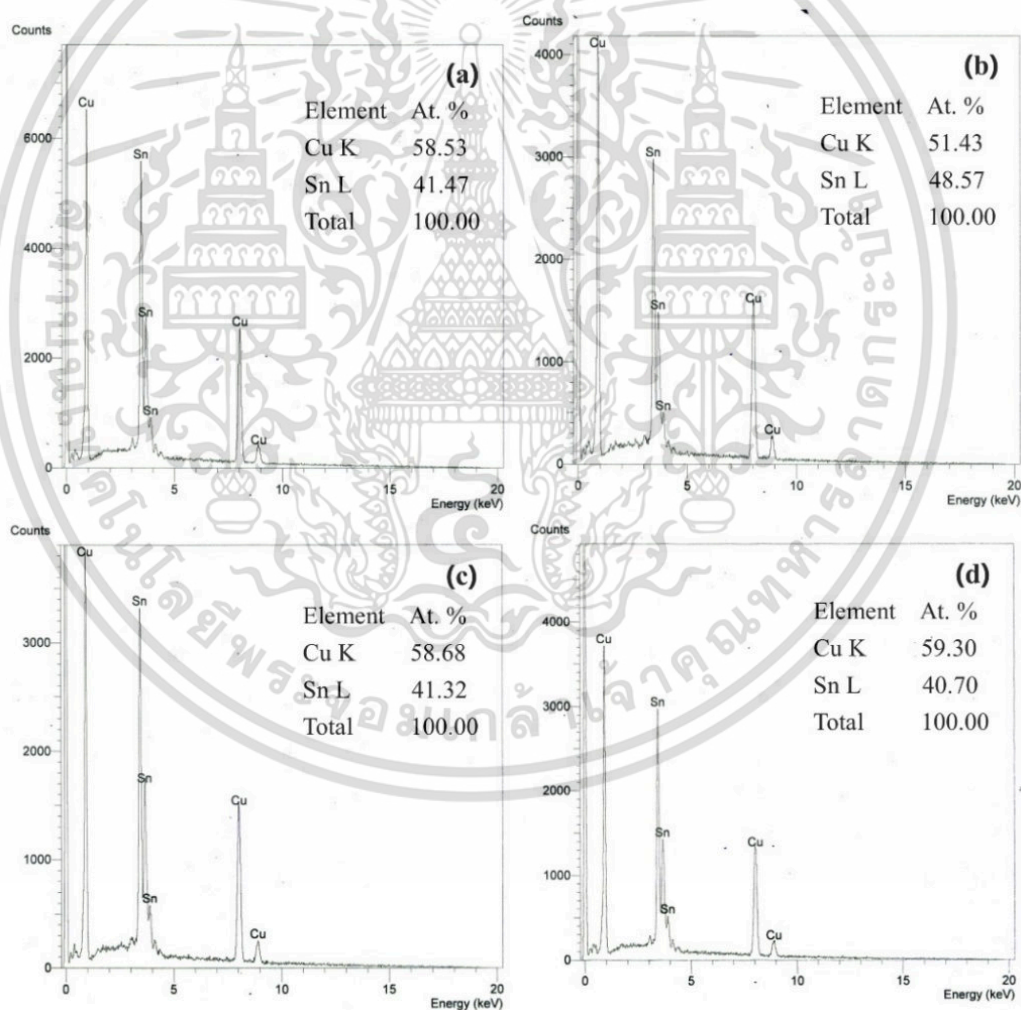 Counts
(a)
Element At. %
Cu K 58.53
Sn L 41.47
Total 100.00
Cu
Sn
Sn
Sn
Cu
Cu
6000
4000
2000
0
0 5 10 15 20
Energy (keV)
Counts
(b)
Element At. %
Cu K 51.43
Sn L 48.57
Total 100.00
Cu
Sn
Sn
Sn
Cu
Cu
4000
3000
2000
1000
0
0 5 10 15 20
Energy (keV)
Counts
(c)
Element At. %
Cu K 58.68
Sn L 41.32
Total 100.00
Cu
Sn
Sn
Sn
Cu
Cu
3000
2000
1000
0
0 5 10 15 20
Energy (keV)
Counts
(d)
Element At. %
Cu K 59.30
Sn L 40.70
Total 100.00
Cu
Sn
Sn
Sn
Cu
Cu
4000
3000
2000
1000
0
0 5 10 15 20
Energy (keV)